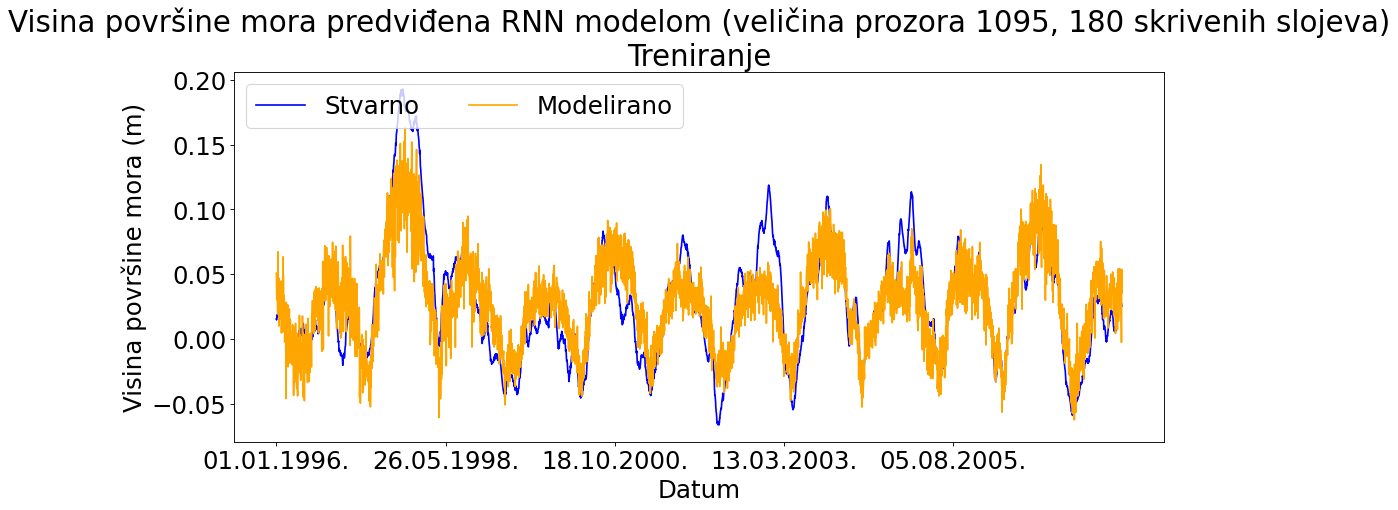 Visina površine mora predviđena RNN modelom (veličina prozora 1095, 180 skrivenih slojeva)
Treniranje
Stvarno
Modelirano
Visina površine mora (m)
0.20
0.15
0.10
0.05
0.00
−0.05
01.01.1996.
26.05.1998.
18.10.2000.
13.03.2003.
05.08.2005.
Datum